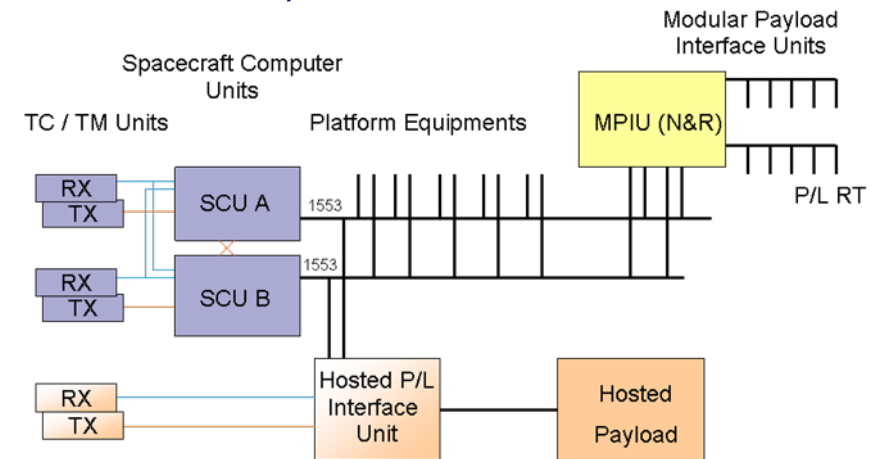 Modular Payload
Interface Units
Spacecraft Computer
Units
TC / TM Units
Platform Equipments
MPIU (N&R)
P/L RT
RX
TX
SCU A
1553
RX
TX
SCU B
1553
RX
TX
Hosted P/L
Interface
Unit
Hosted
Payload